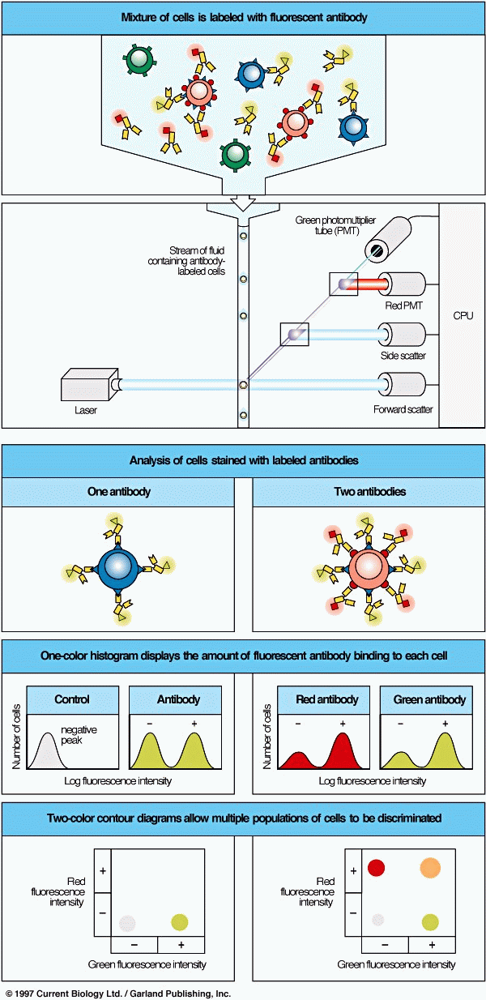 Mixture of cells is labeled with fluorescent antibody
Green photomultiplier
tube (PMT)
Stream of fluid
containing antibody-
labeled cells
Red PMT
CPU
Side scatter
Laser
Forward scatter
Analysis of cells stained with labeled antibodies
One antibody
Two antibodies
One-color histogram displays the amount of fluorescent antibody binding to each cell
Number of cells
Control
negative
peak
Antibody
– +
Log fluorescence intensity
Number of cells
Red antibody
– +
Green antibody
– +
Log fluorescence intensity
Two-color contour diagrams allow multiple populations of cells to be discriminated
Red
fluorescence
intensity
+
–
– +
Green fluorescence intensity
Red
fluorescence
intensity
+
–
– +
Green fluorescence intensity
© 1997 Current Biology Ltd. / Garland Publishing, Inc.